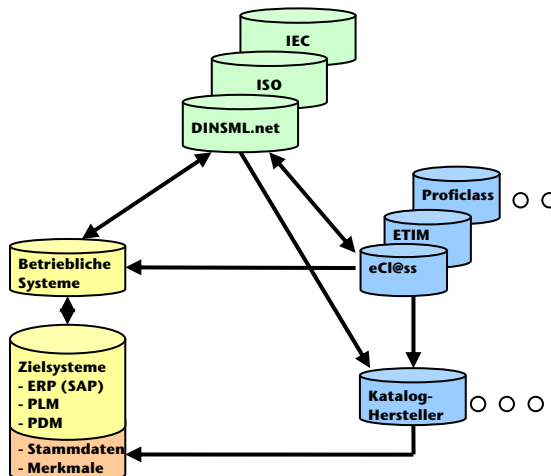 IEC
ISO
DINSML.net
Proficlass
ETIM
eCl@ss
Betriebliche
Systeme
Zielsysteme
- ERP (SAP)
- PLM
- PDM
- Stammdaten
- Merkmale
Katalog-
Hersteller